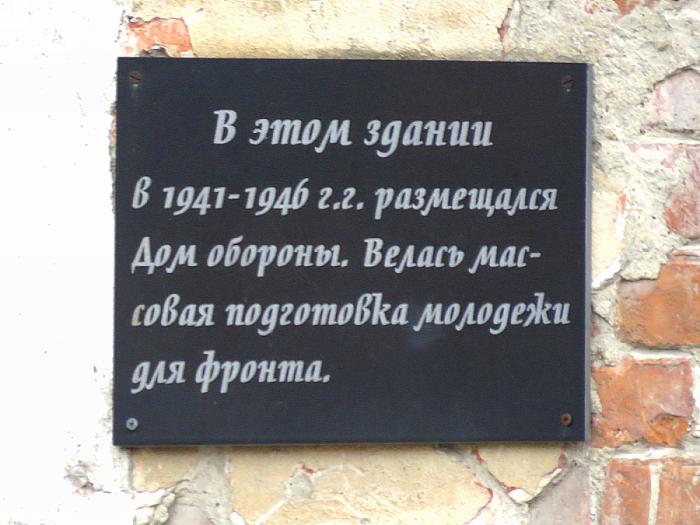 В этом здании
в 1941-1946 г.г. размещался
Дом обороны. Велась мас-
совая подготовка молодежи
для фронта.